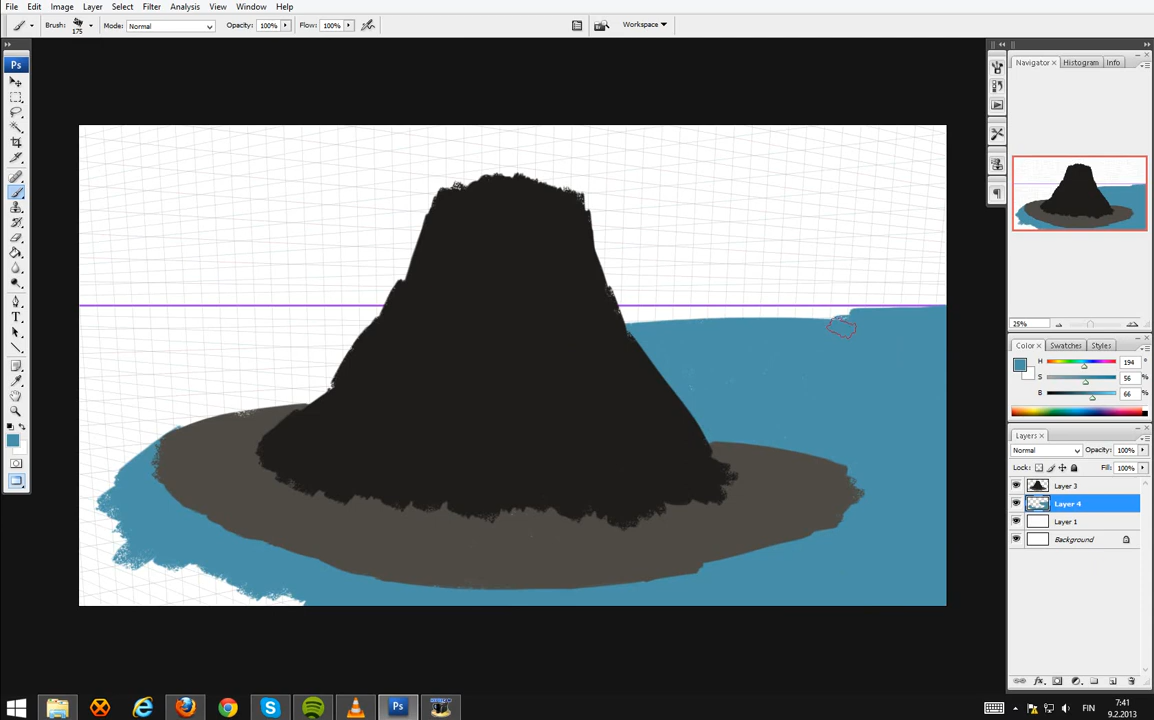 File Edit Image Layer Select Filter Analysis View Window Help
Brush: 175 Mode: Normal Opacity: 100% Flow: 100% Workspace
Ps
Navigator × Histogram Info
25%
Color × Swatches Styles
H 194 °
S 56 %
B 66 %
Layers ×
Normal Opacity: 100%
Lock: Fill: 100%
Layer 3
Layer 4
Layer 1
Background
fx
Ps FIN 7:41
9.2.2013